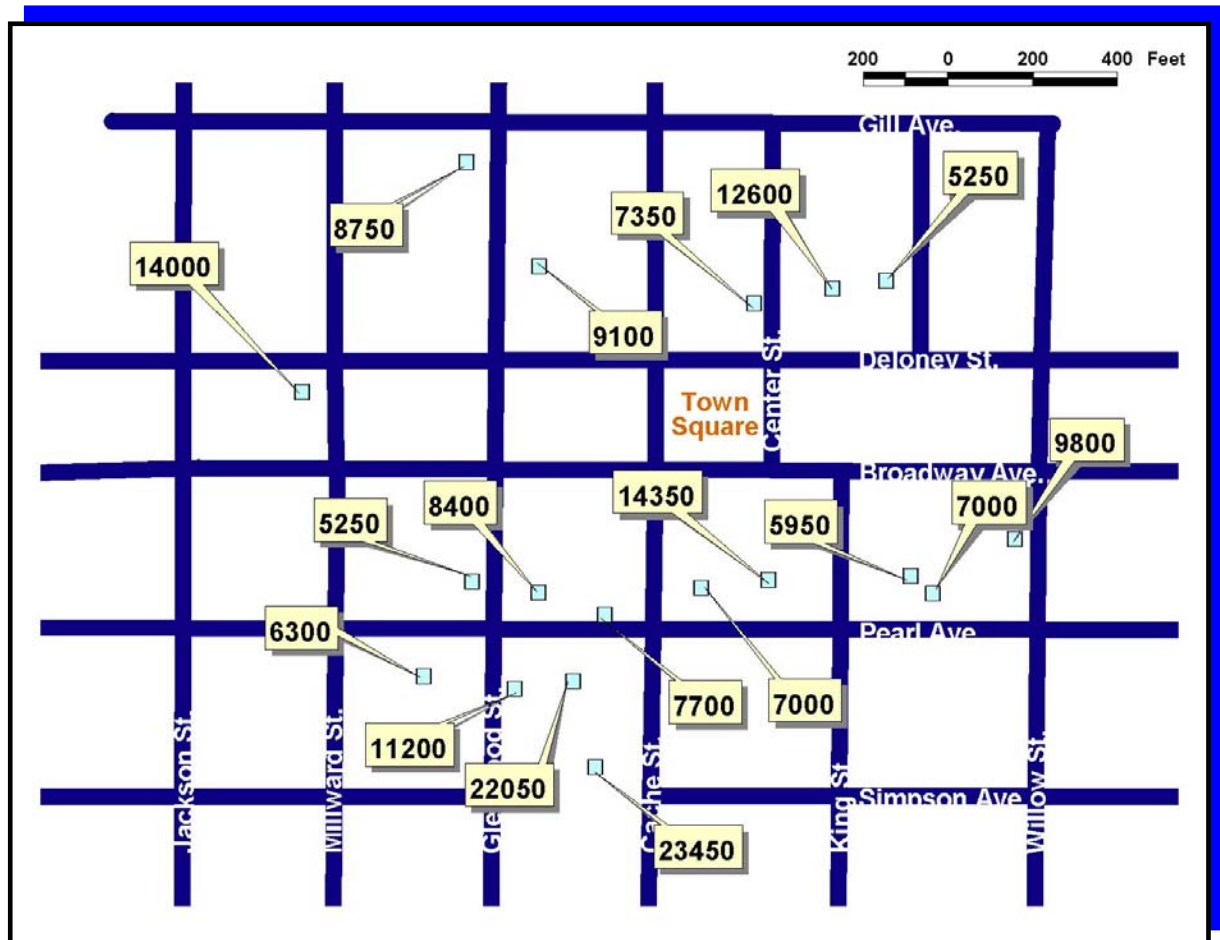 200 0 200 400 Feet
Gill Ave.
5250
12600
7350
8750
14000
9100
Deloney St.
Center St.
Town
Square
9800
Broadway Ave.
14350
7000
8400
5250
5950
6300
Pearl Ave
7700
7000
11200
22050
Jackson St.
Millward St.
Cache St.
King St
Simpson Ave
Willow St.
23450